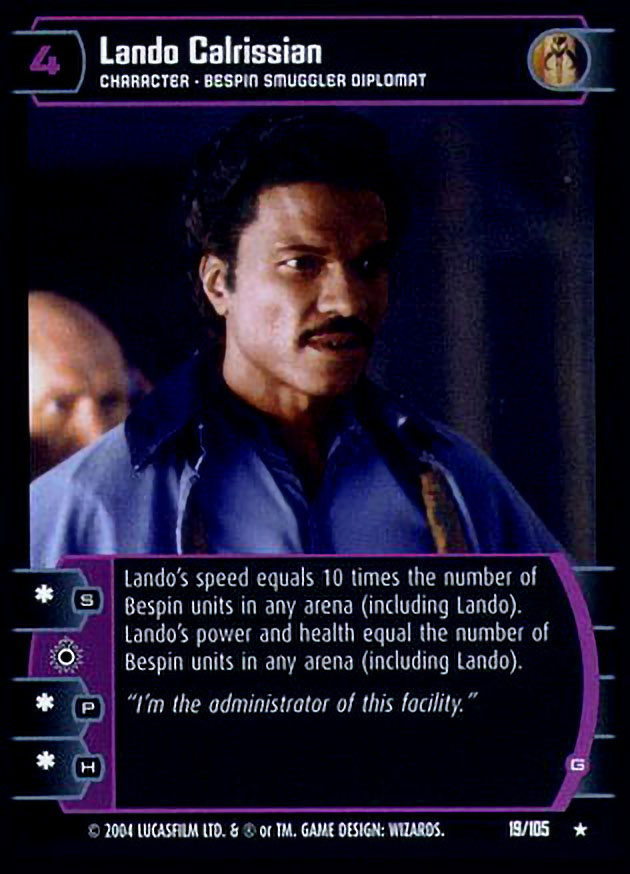 4
Lando Calrissian
CHARACTER · BESPIN SMUGGLER DIPLOMAT
Lando's speed equals 10 times the number of
Bespin units in any arena (including Lando).
Lando's power and health equal the number of
Bespin units in any arena (including Lando).
"I'm the administrator of this facility."
* S
* P
* H
G
© 2004 LUCASFILM LTD. & ® or TM. GAME DESIGN: WIZARDS.
19/105 ★